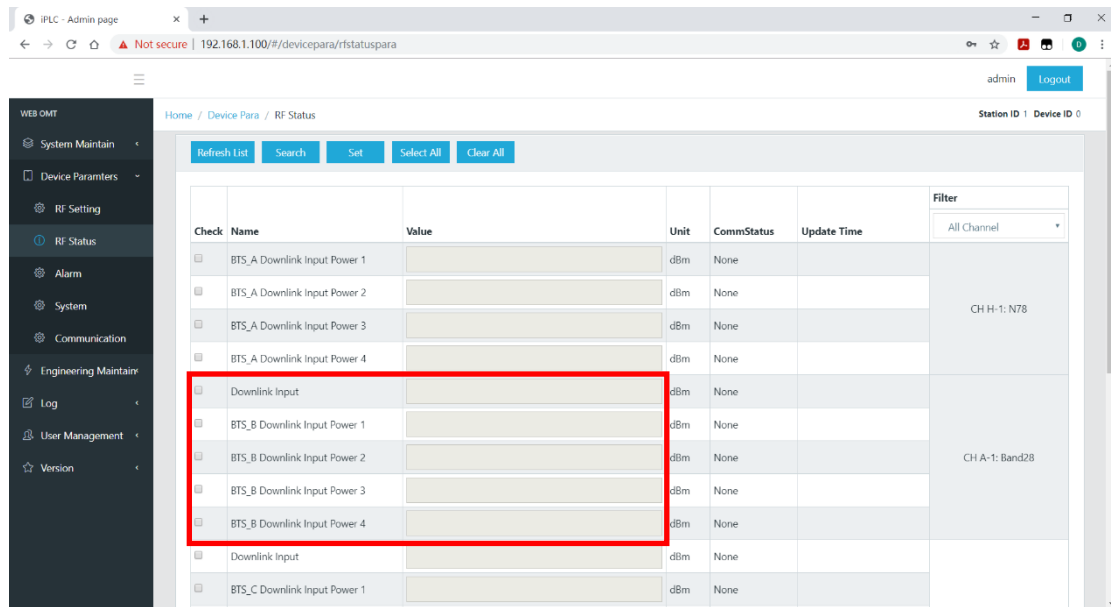 iPLC - Admin page
Not secure | 192.168.1.100/#/devicepara/rfstatuspara
D
admin Logout
WEB OMT
Home / Device Para / RF Status
Station ID 1 Device ID 0
System Maintain
Device Paramters
RF Setting
RF Status
Alarm
System
Communication
Engineering Maintain
Log
User Management
Version
Refresh List Search Set Select All Clear All
Filter
Check Name Value Unit CommStatus Update Time All Channel
BTS_A Downlink Input Power 1 dBm None
BTS_A Downlink Input Power 2 dBm None
CH H-1: N78
BTS_A Downlink Input Power 3 dBm None
BTS_A Downlink Input Power 4 dBm None
Downlink Input dBm None
BTS_B Downlink Input Power 1 dBm None
BTS_B Downlink Input Power 2 dBm None CH A-1: Band28
BTS_B Downlink Input Power 3 dBm None
BTS_B Downlink Input Power 4 dBm None
Downlink Input dBm None
BTS_C Downlink Input Power 1 dBm None